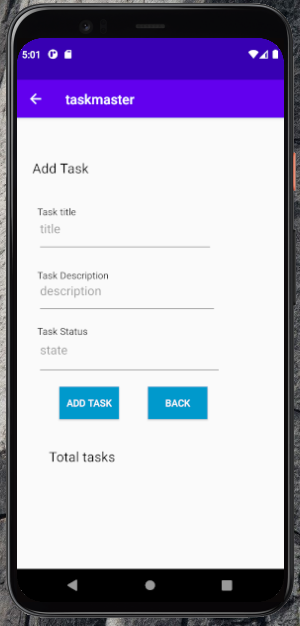 5:01
taskmaster
Add Task
Task title
title
Task Description
description
Task Status
state
ADD TASK BACK
Total tasks